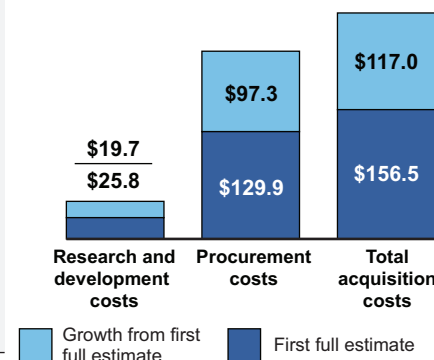 $117.0
$97.3
$19.7
$25.8
$129.9
$156.5
Research and
development
costs
Procurement
costs
Total
acquisition
costs
Growth from first
full estimate
First full estimate